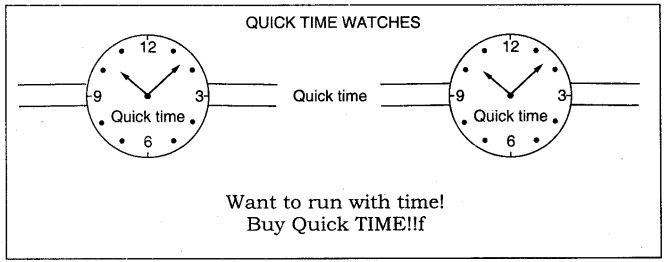 QUICK TIME WATCHES
12
9
3
Quick time
6
Quick time
12
9
3
Quick time
6
Want to run with time!
Buy Quick TIME!!f